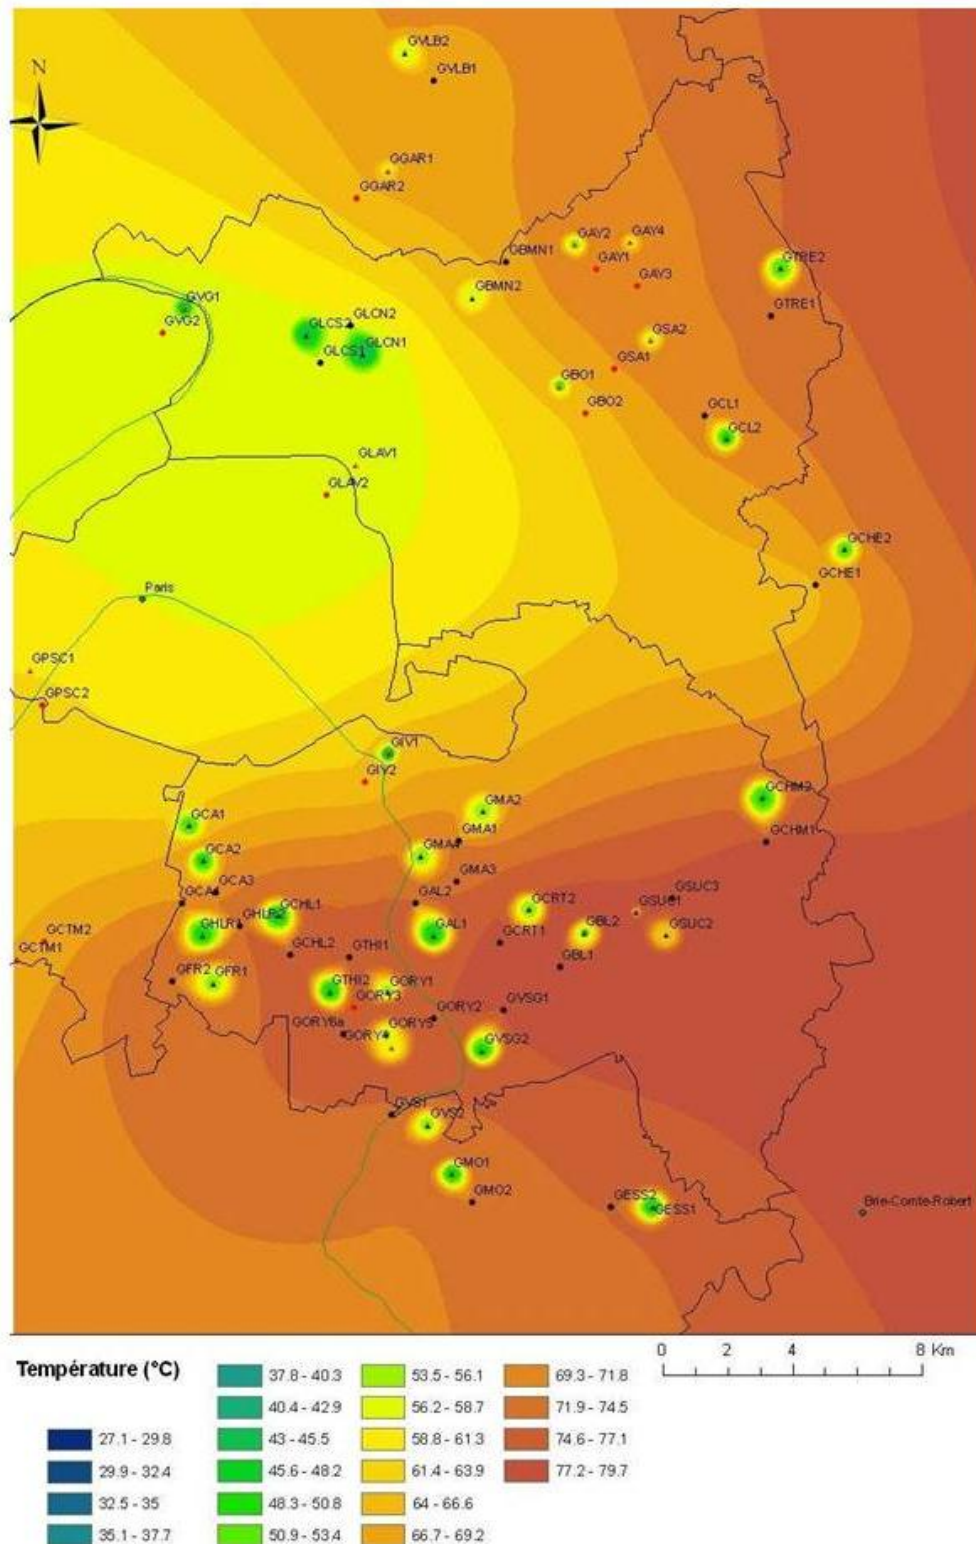 GVLB2
GVLB1
N
GGAR1
GGAR2
GAY2
GAY4
GBMN1
GAY1
GTRE2
GAY3
GBMN2
GVG1
GTRE1
GLCN2
GLCS2
GVG2
GSA2
GLCN1
GLCS1
GSA1
GBO1
GBO2
GCL1
GCL2
GLAV1
GLAV2
GCHE2
GCHE1
Paris
GPSC1
GPSC2
GIV1
GIV2
GCHM2
GMA2
GCA1
GMA1
GCHM1
GMA4
GCA2
GMA3
GCA3
GSUC3
GAL2
GCRT2
GSUC1
GCHL1
GHLR2
GHLR1
GAL1
GBL2
GSUC2
GCTM2
GCRT1
GCTM1
GCHL2
GTHI1
GBL1
GFR2
GFR1
GTHI2
GORY1
GORY3
GORY2
GVSG1
GORY6a
GORY4
GORY5
GVSG2
GVS1
GVS2
GMO1
GMO2
GESS2
GESS1
Brie-Comte-Robert
Température (°C)
27.1 - 29.8
29.9 - 32.4
32.5 - 35
35.1 - 37.7
37.8 - 40.3
40.4 - 42.9
43 - 45.5
45.6 - 48.2
48.3 - 50.8
50.9 - 53.4
53.5 - 56.1
56.2 - 58.7
58.8 - 61.3
61.4 - 63.9
64 - 66.6
66.7 - 69.2
69.3 - 71.8
71.9 - 74.5
74.6 - 77.1
77.2 - 79.7
0 2 4 8 Km